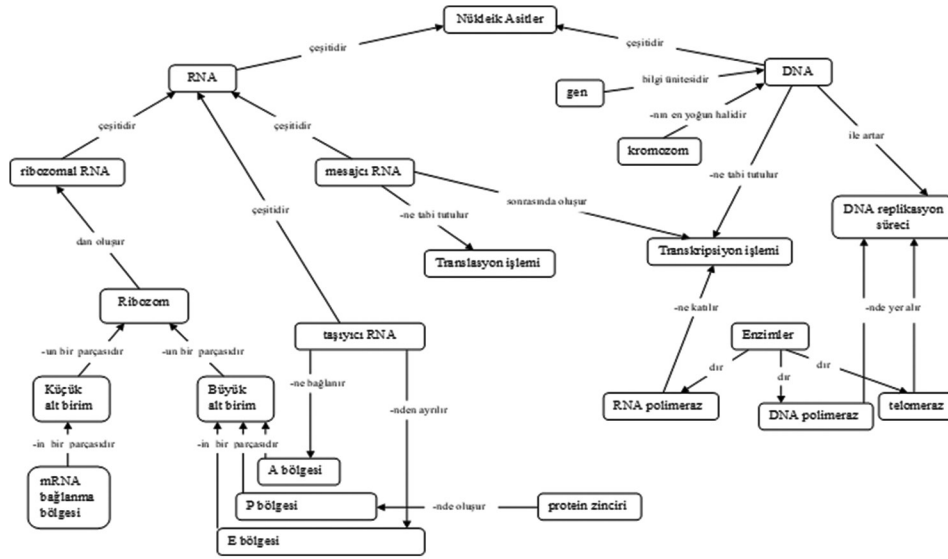 Nükleik Asitler
çeşitidir
çeşitidir
RNA
DNA
bilgi ünitesidir
gen
-nın en yoğun halidir
kromozom
çeşitidir
çeşitidir
ile artar
ribozomal RNA
mesajcı RNA
-ne tabi tutulur
çeşitidir
sonrasında oluşur
-ne tabi tutulur
DNA replikasyon
süreci
dan oluşur
Transkripsiyon işlemi
Translasyon işlemi
Ribozom
-ne katılır
-nde yer alır
taşıyıcı RNA
Enzimler
-un bir parçasıdır
-un bir parçasıdır
dır
dır
dır
-ne bağlanır
Küçük
alt birim
Büyük
alt birim
-nden ayrılır
RNA polimeraz
DNA polimeraz
telomeraz
-in bir parçasıdır
-in bir parçasıdır
A bölgesi
mRNA
bağlanma
bölgesi
P bölgesi
-nde oluşur
protein zinciri
E bölgesi